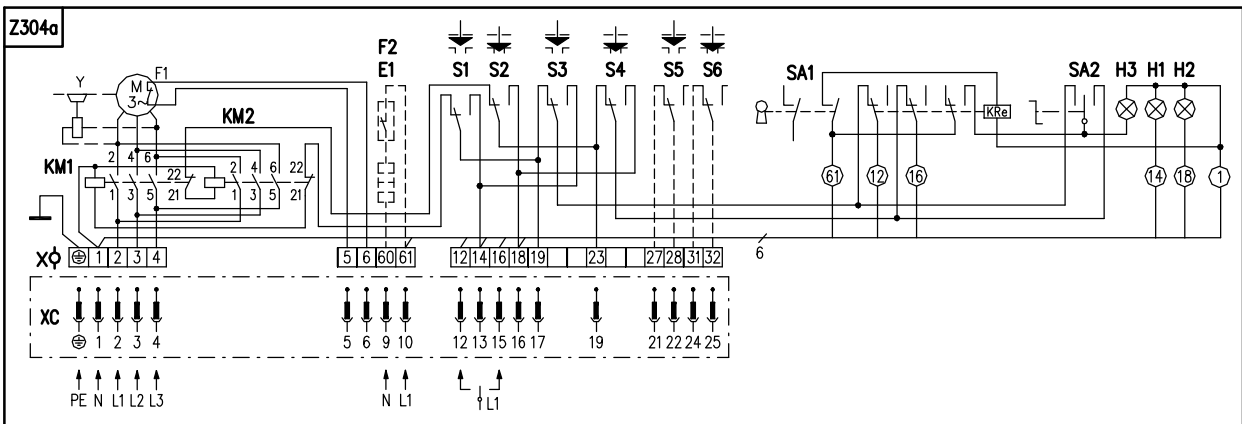 Z304a
F2
Y M 3~ F1 E1 S1 S2 S3 S4 S5 S6 SA1 SA2 H3 H1 H2
KM2 KRe
KM1 2 4 6 22 2 4 6 22
1 3 5 21 1 3 5 21
61 12 16 14 18 1
6
X 1 2 3 4 5 6 60 61 12 14 16 18 19 23 27 28 31 32
XC
1 2 3 4 5 6 9 10 12 13 15 16 17 19 21 22 24 25
PE N L1 L2 L3 N L1 L1